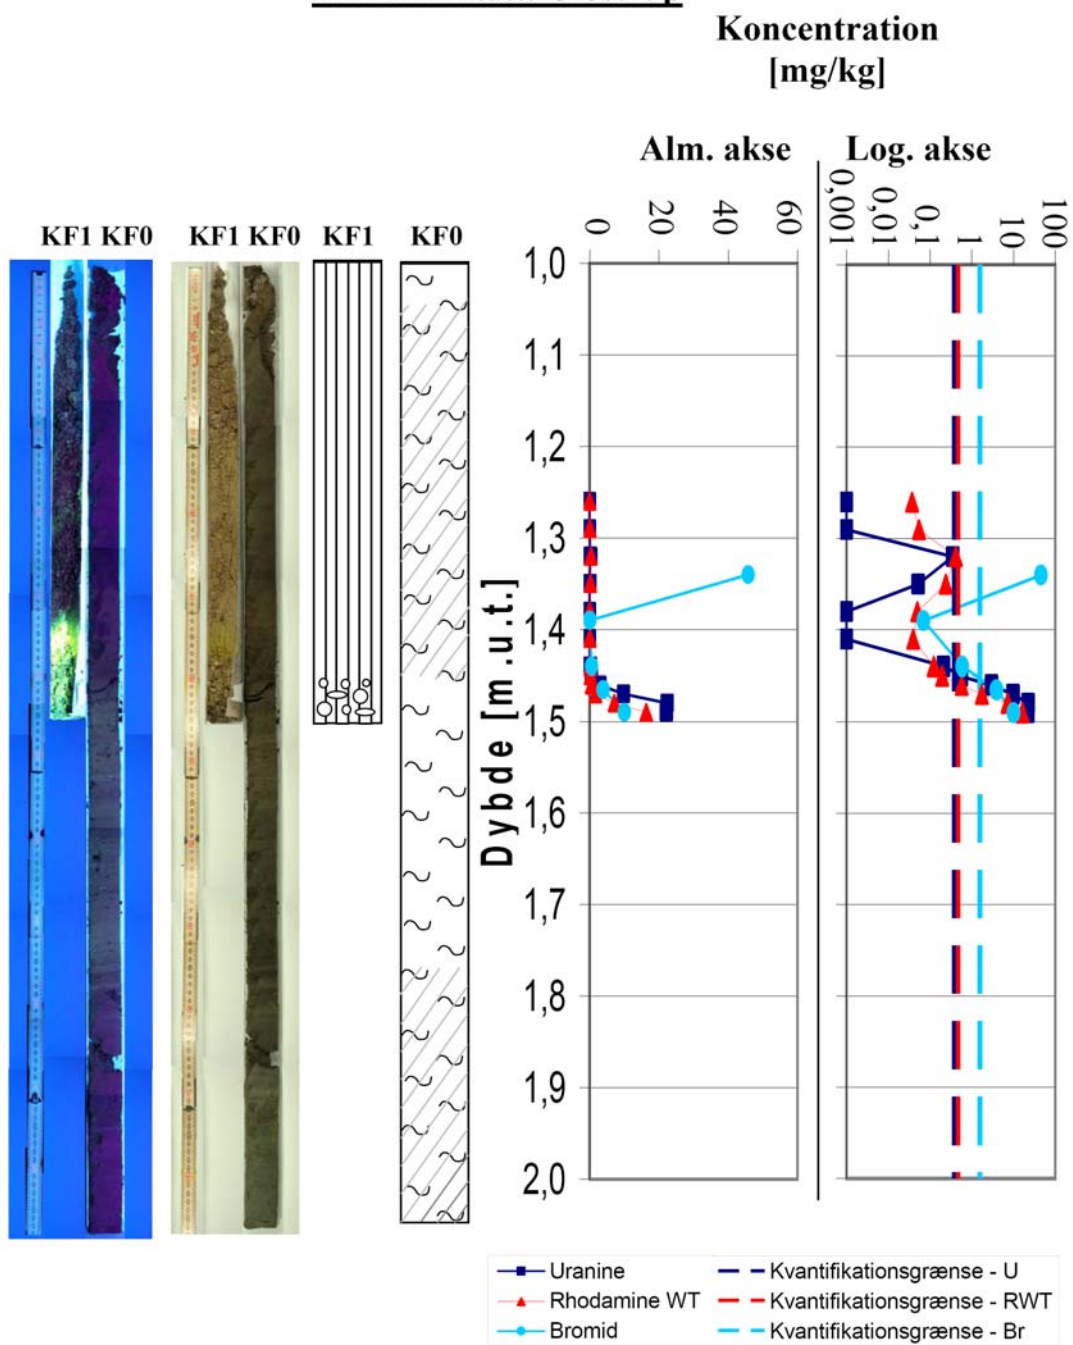 Koncentration
[mg/kg]
Alm. akse
Log. akse
0 20 40 60
0,001 0,01 0,1 1 10 100
KF1 KF0
KF1 KF0
KF1
KF0
1,0
1,1
1,2
1,3
1,4
1,5
1,6
1,7
1,8
1,9
2,0
Dybde [m.u.t.]
Uranine
Rhodamine WT
Bromid
Kvantifikationsgrænse - U
Kvantifikationsgrænse - RWT
Kvantifikationsgrænse - Br